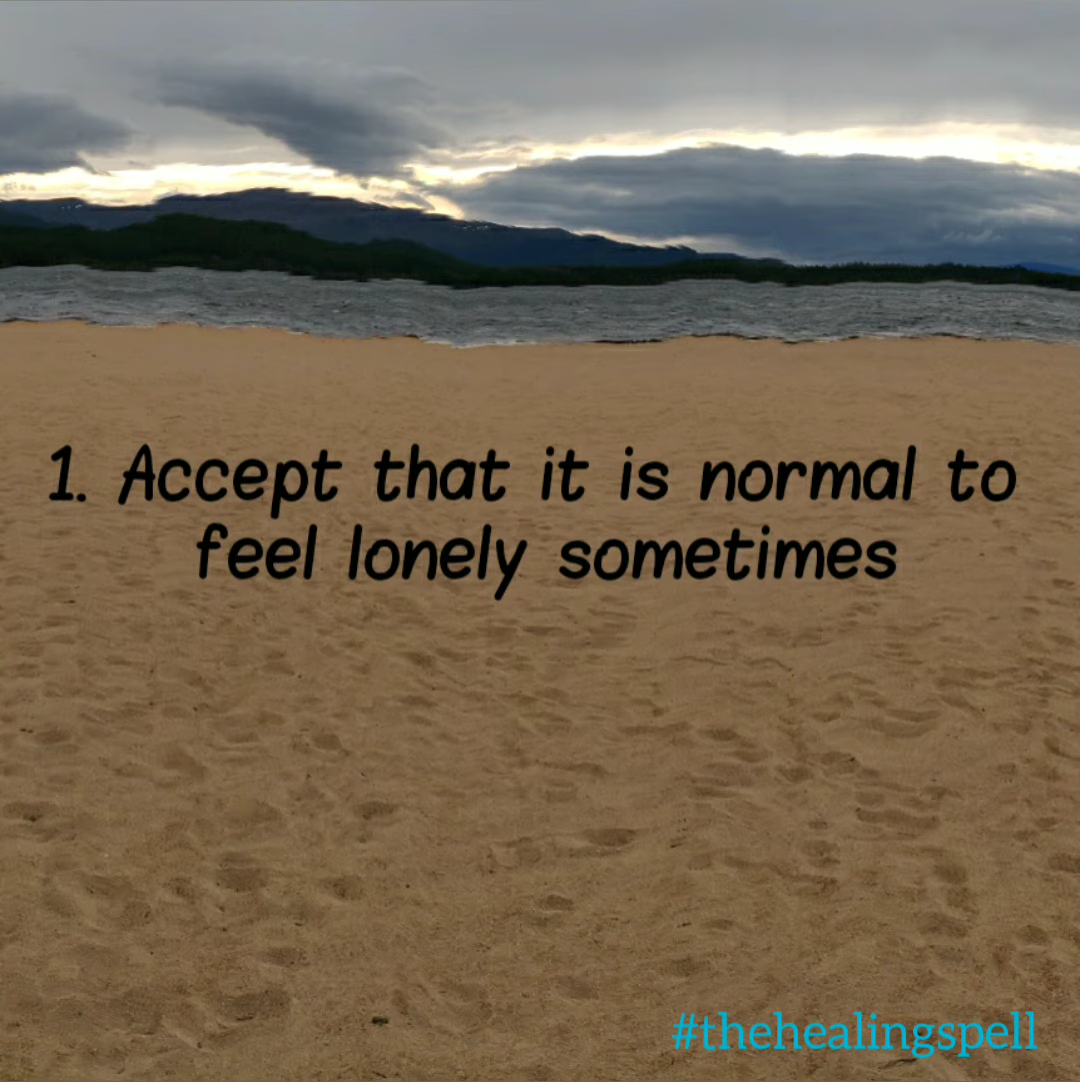 1. Accept that it is normal to
feel lonely sometimes
#thehealingspell